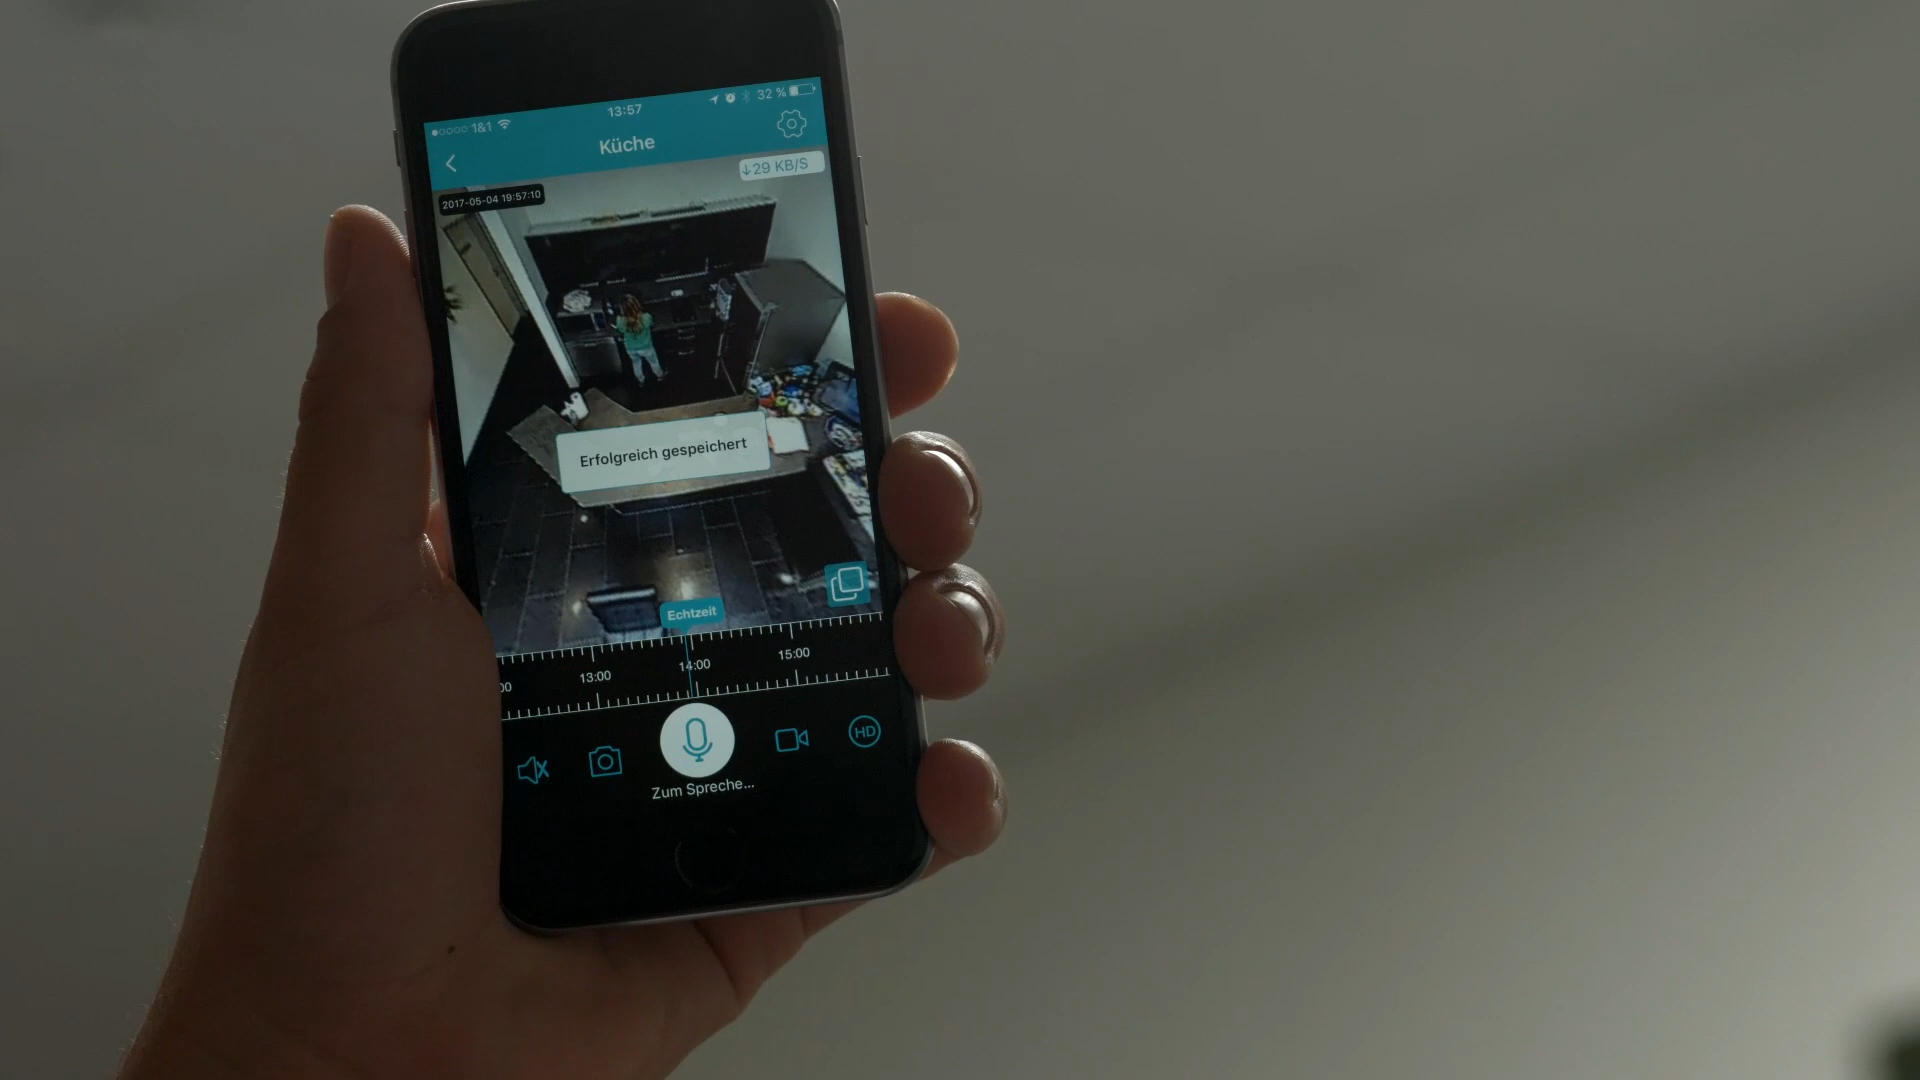 1&1
13:57
32 %
Küche
↓29 KB/S
2017-05-04 19:57:10
Erfolgreich gespeichert
Echtzeit
00
13:00
14:00
15:00
HD
Zum Spreche...